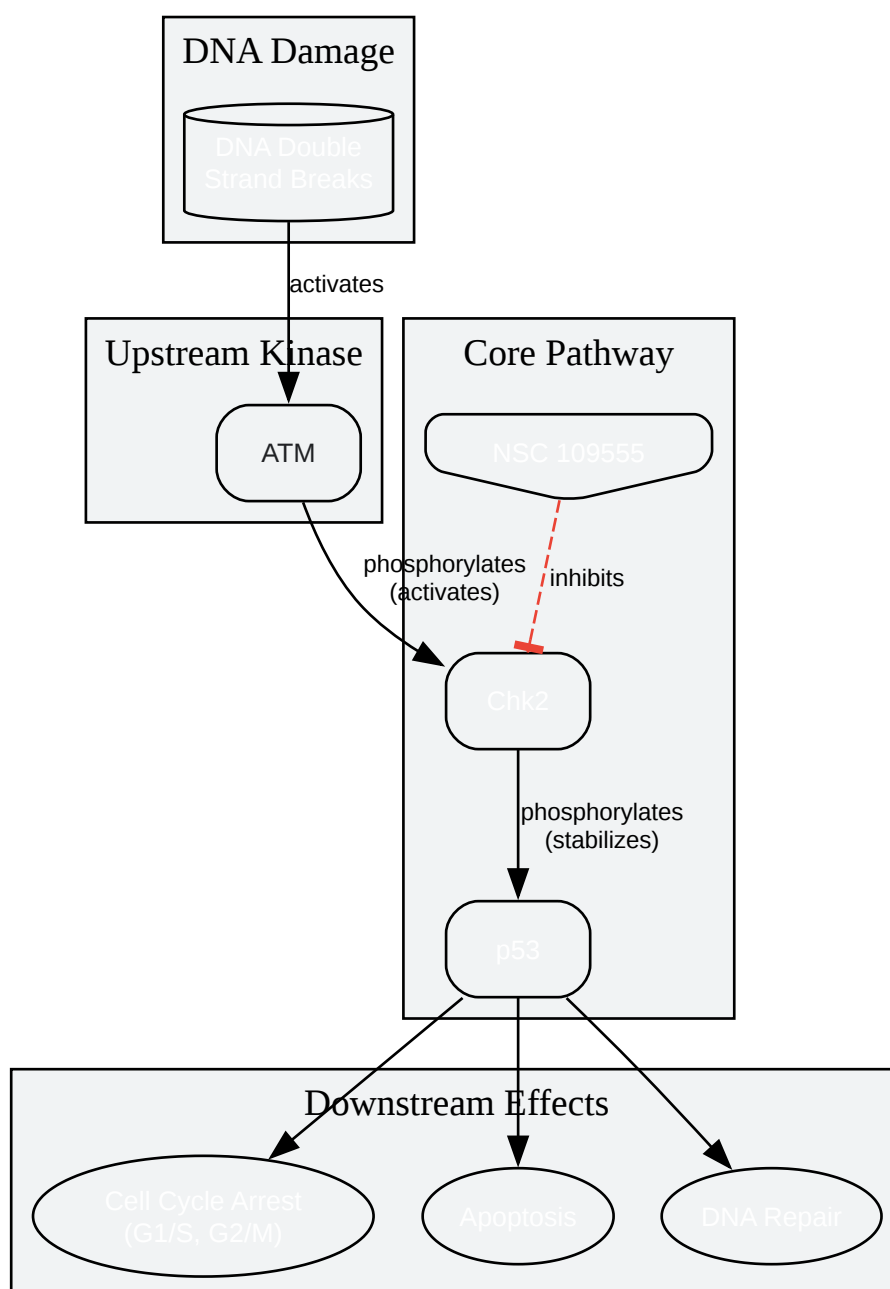 DNA Damage
DNA Double
Strand Breaks
activates
Upstream Kinase
Core Pathway
ATM
NSC 109555
phosphorylates
(activates)
inhibits
Chk2
phosphorylates
(stabilizes)
p53
Downstream Effects
Cell Cycle Arrest
(G1/S, G2/M)
Apoptosis
DNA Repair